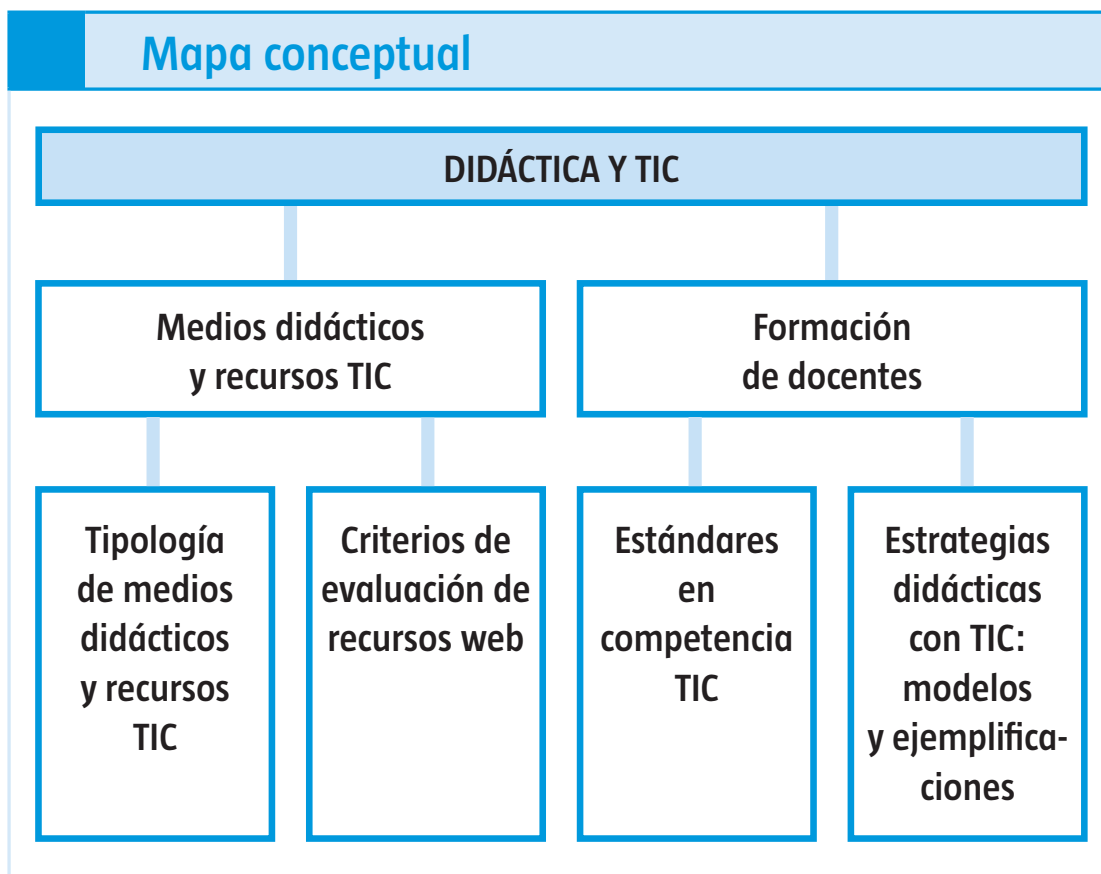 Mapa conceptual
DIDÁCTICA Y TIC
Medios didácticos
y recursos TIC
Formación
de docentes
Tipología
de medios
didácticos
y recursos
TIC
Criterios de
evaluación de
recursos web
Estándares
en
competencia
TIC
Estrategias
didácticas
con TIC:
modelos
y ejemplifica-
ciones